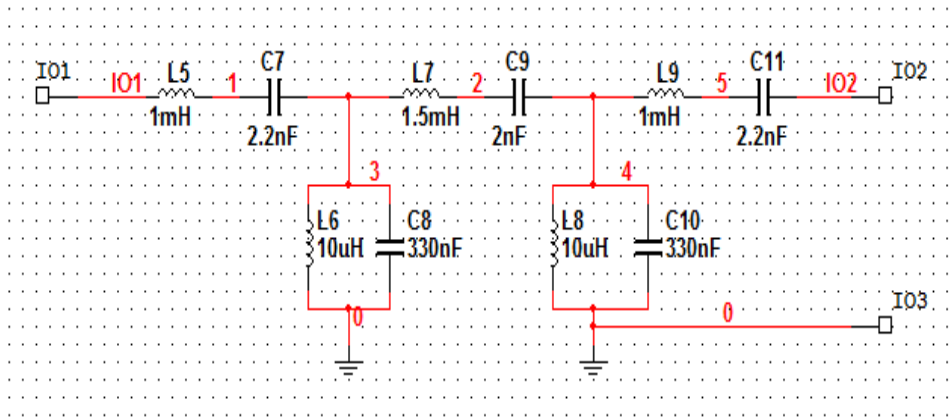 IO1 IO1 L5 1 C7 L7 2 C9 L9 5 C11 IO2 IO2
1mH 2.2nF 1.5mH 2nF 1mH 2.2nF
3 4
L6 C8 L8 C10
10uH 330nF 10uH 330nF
0 0 IO3